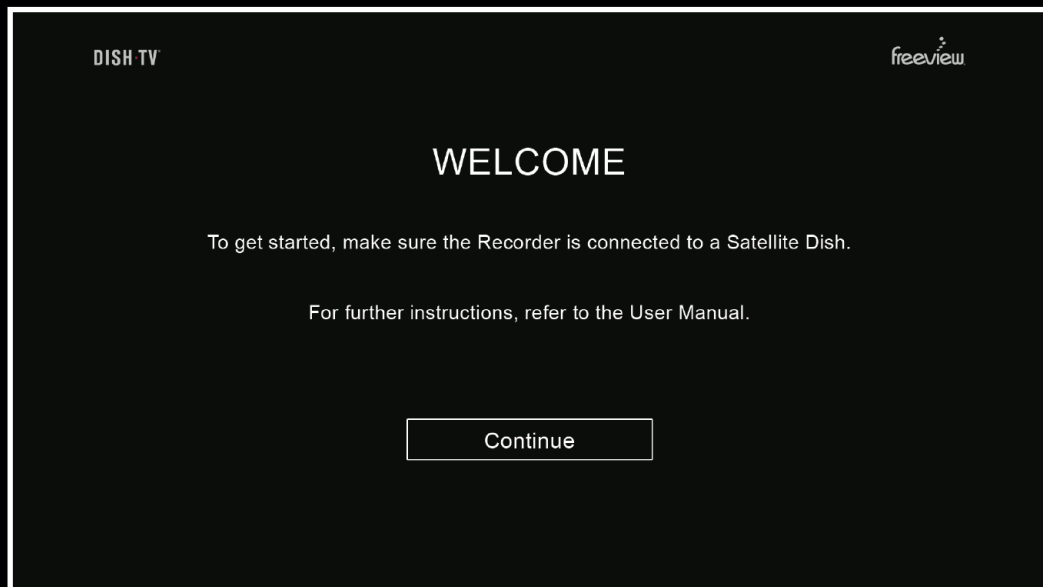 DISH·TV
freeview
WELCOME
To get started, make sure the Recorder is connected to a Satellite Dish.
For further instructions, refer to the User Manual.
Continue